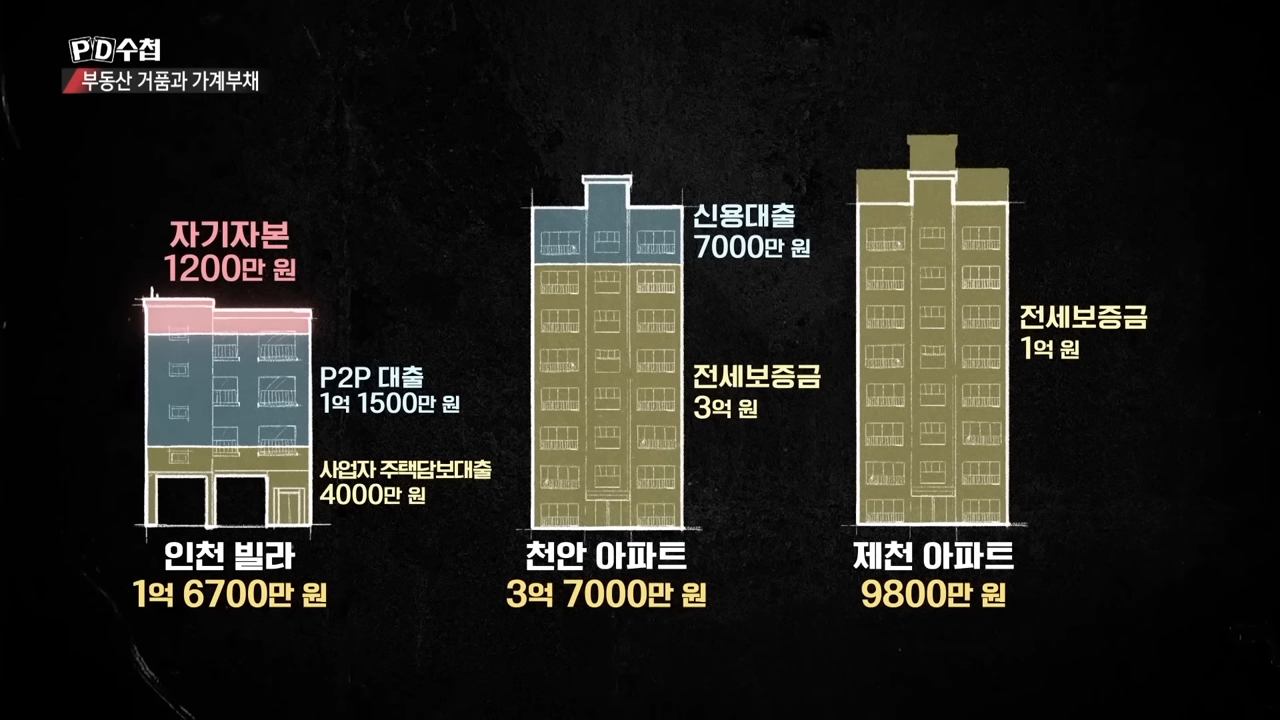 PD수첩
부동산 거품과 가계부채
자기자본
1200만 원
P2P 대출
1억 1500만 원
사업자 주택담보대출
4000만 원
인천 빌라
1억 6700만 원
신용대출
7000만 원
전세보증금
3억 원
천안 아파트
3억 7000만 원
전세보증금
1억 원
제천 아파트
9800만 원